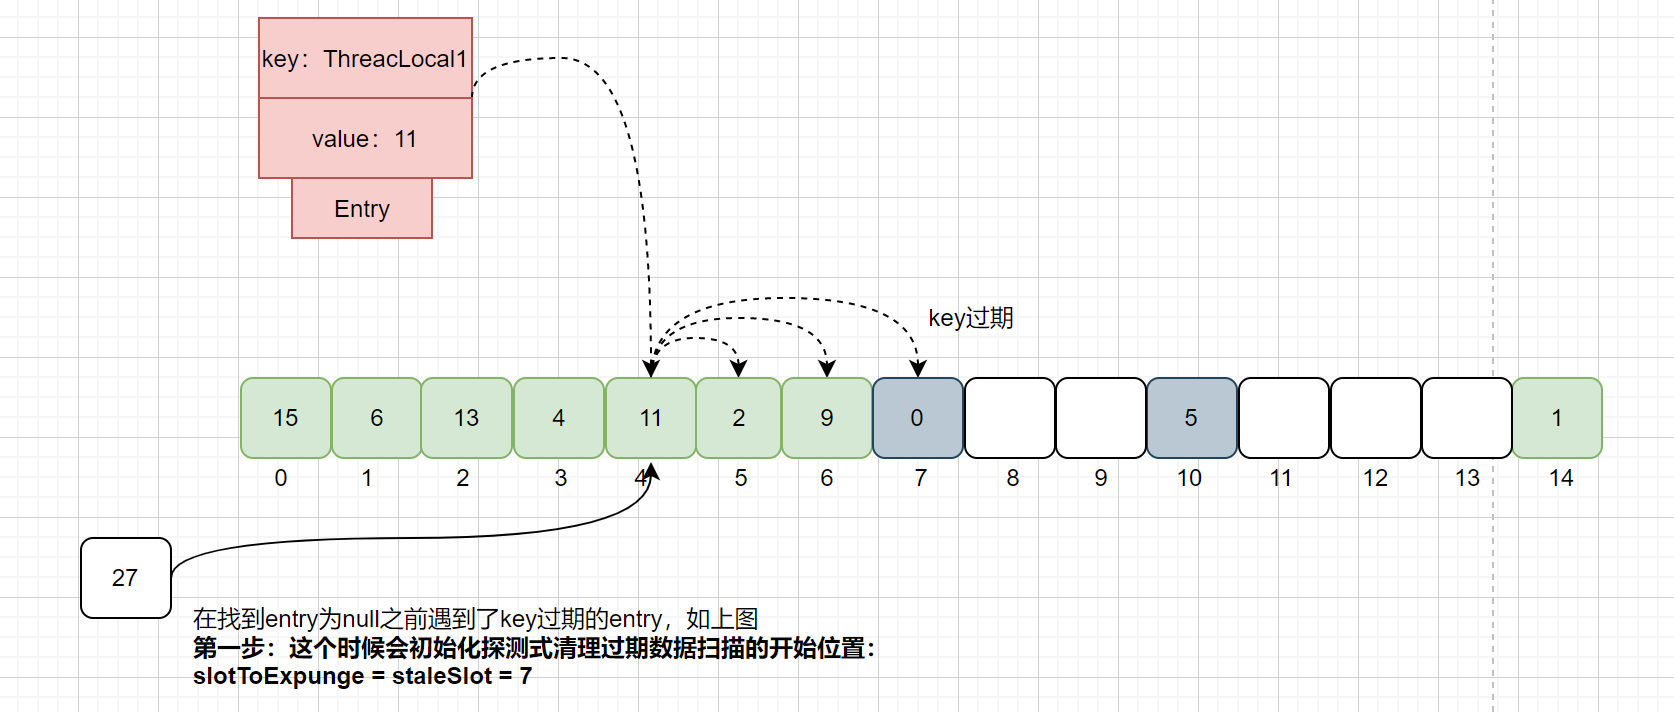 key：ThreacLocal1
value：11
Entry
key过期
15 6 13 4 11 2 9 0 5 1
0 1 2 3 4 5 6 7 8 9 10 11 12 13 14
27
在找到entry为null之前遇到了key过期的entry，如上图
第一步：这个时候会初始化探测式清理过期数据扫描的开始位置：
slotToExpunge = staleSlot = 7